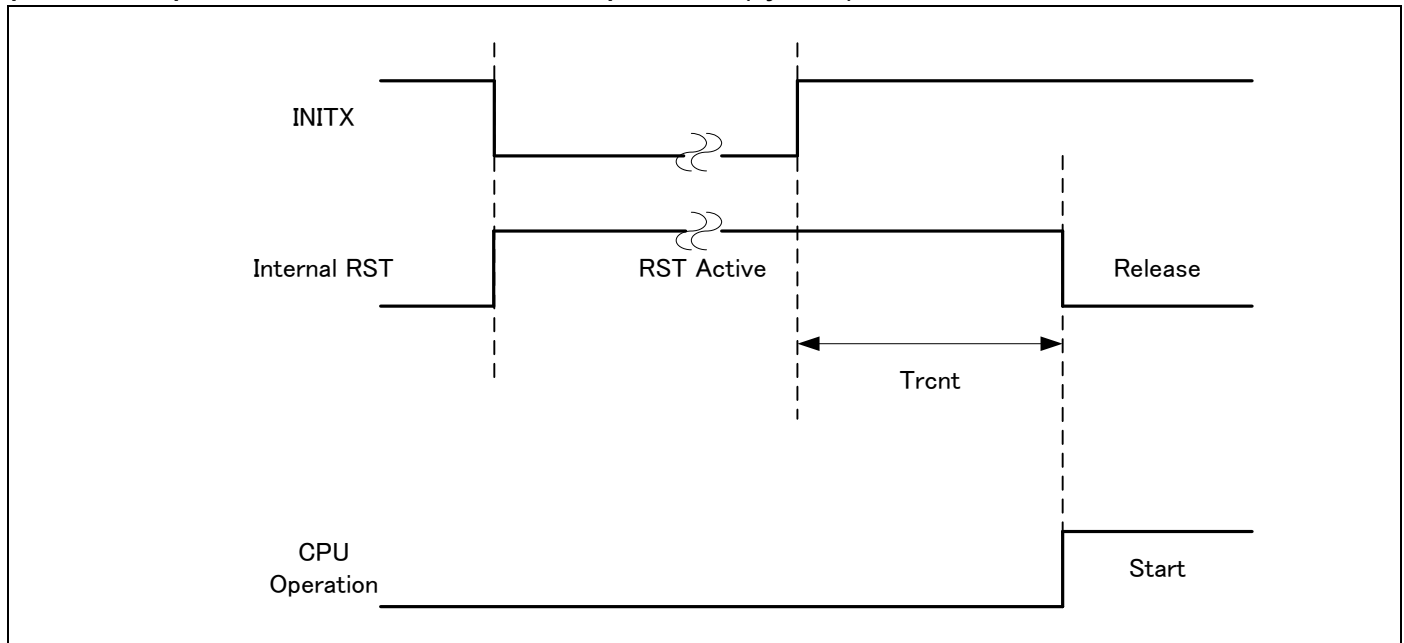 INITX
Internal RST
RST Active
Release
Trcnt
CPU
Operation
Start